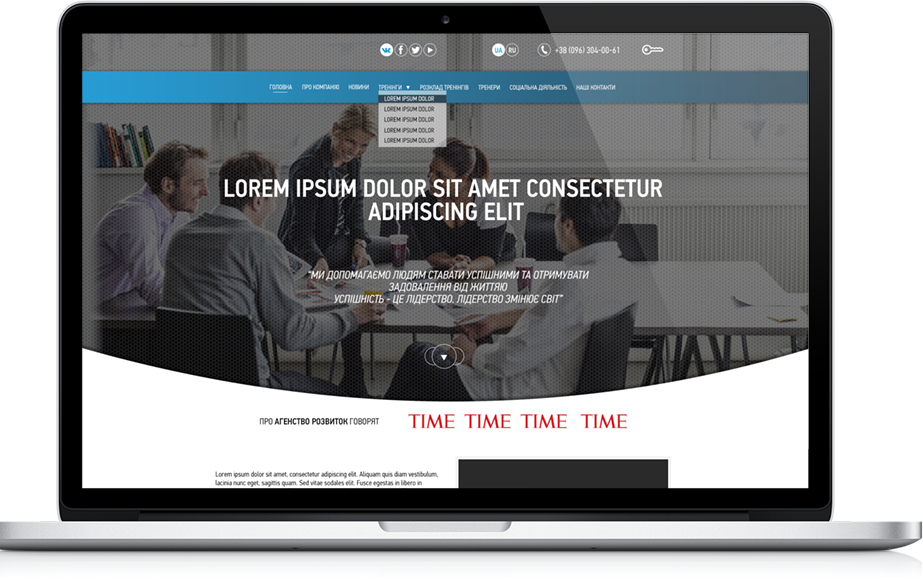 UA RU +38 (096) 304-00-61
ГОЛОВНА ПРО КОМПАНІЮ НОВИНИ ТРЕНІНГИ РОЗКЛАД ТРЕНІНГІВ ТРЕНЕРИ СОЦІАЛЬНА ДІЯЛЬНІСТЬ НАШІ КОНТАКТИ
LOREM IPSUM DOLOR
LOREM IPSUM DOLOR
LOREM IPSUM DOLOR
LOREM IPSUM DOLOR
LOREM IPSUM DOLOR
LOREM IPSUM DOLOR SIT AMET CONSECTETUR
ADIPISCING ELIT
"МИ ДОПОМАГАЄМО ЛЮДЯМ СТАВАТИ УСПІШНИМИ ТА ОТРИМУВАТИ
ЗАДОВАЛЕННЯ ВІД ЖИТТЯЮ
УСПІШНІСТЬ - ЦЕ ЛІДЕРСТВО. ЛІДЕРСТВО ЗМІНЮЄ СВІТ"
ПРО АГЕНСТВО РОЗВИТОК ГОВОРЯТ TIME TIME TIME TIME
Lorem ipsum dolor sit amet, consectetur adipiscing elit. Aliquam quis diam vestibulum,
lacinia nunc eget, sagittis quam. Sed vitae sodales elit. Fusce egestas in libero in